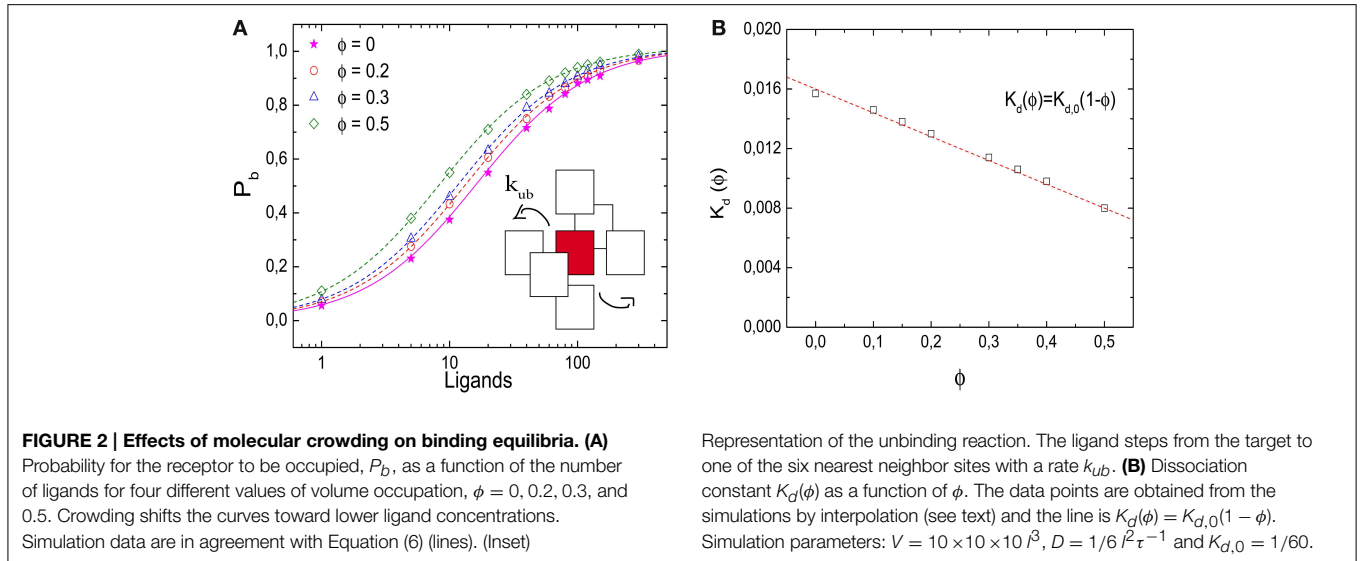 A
ϕ = 0
ϕ = 0.2
ϕ = 0.3
ϕ = 0.5
1,0
0,8
0,6
0,4
0,2
0,0
P_b
k_ub
1
10
100
Ligands
B
0,020
0,016
0,012
0,008
0,004
0,000
K_d (ϕ)
K_d(ϕ)=K_d,0(1-ϕ)
0,0
0,1
0,2
0,3
0,4
0,5
ϕ
FIGURE 2 | Effects of molecular crowding on binding equilibria. (A)
Probability for the receptor to be occupied, P_b, as a function of the number
of ligands for four different values of volume occupation, ϕ = 0, 0.2, 0.3, and
0.5. Crowding shifts the curves toward lower ligand concentrations.
Simulation data are in agreement with Equation (6) (lines). (Inset)
Representation of the unbinding reaction. The ligand steps from the target to
one of the six nearest neighbor sites with a rate k_ub. (B) Dissociation
constant K_d(ϕ) as a function of ϕ. The data points are obtained from the
simulations by interpolation (see text) and the line is K_d(ϕ) = K_d,0(1 − ϕ).
Simulation parameters: V = 10 × 10 × 10 l³, D = 1/6 l²τ⁻¹ and K_d,0 = 1/60.